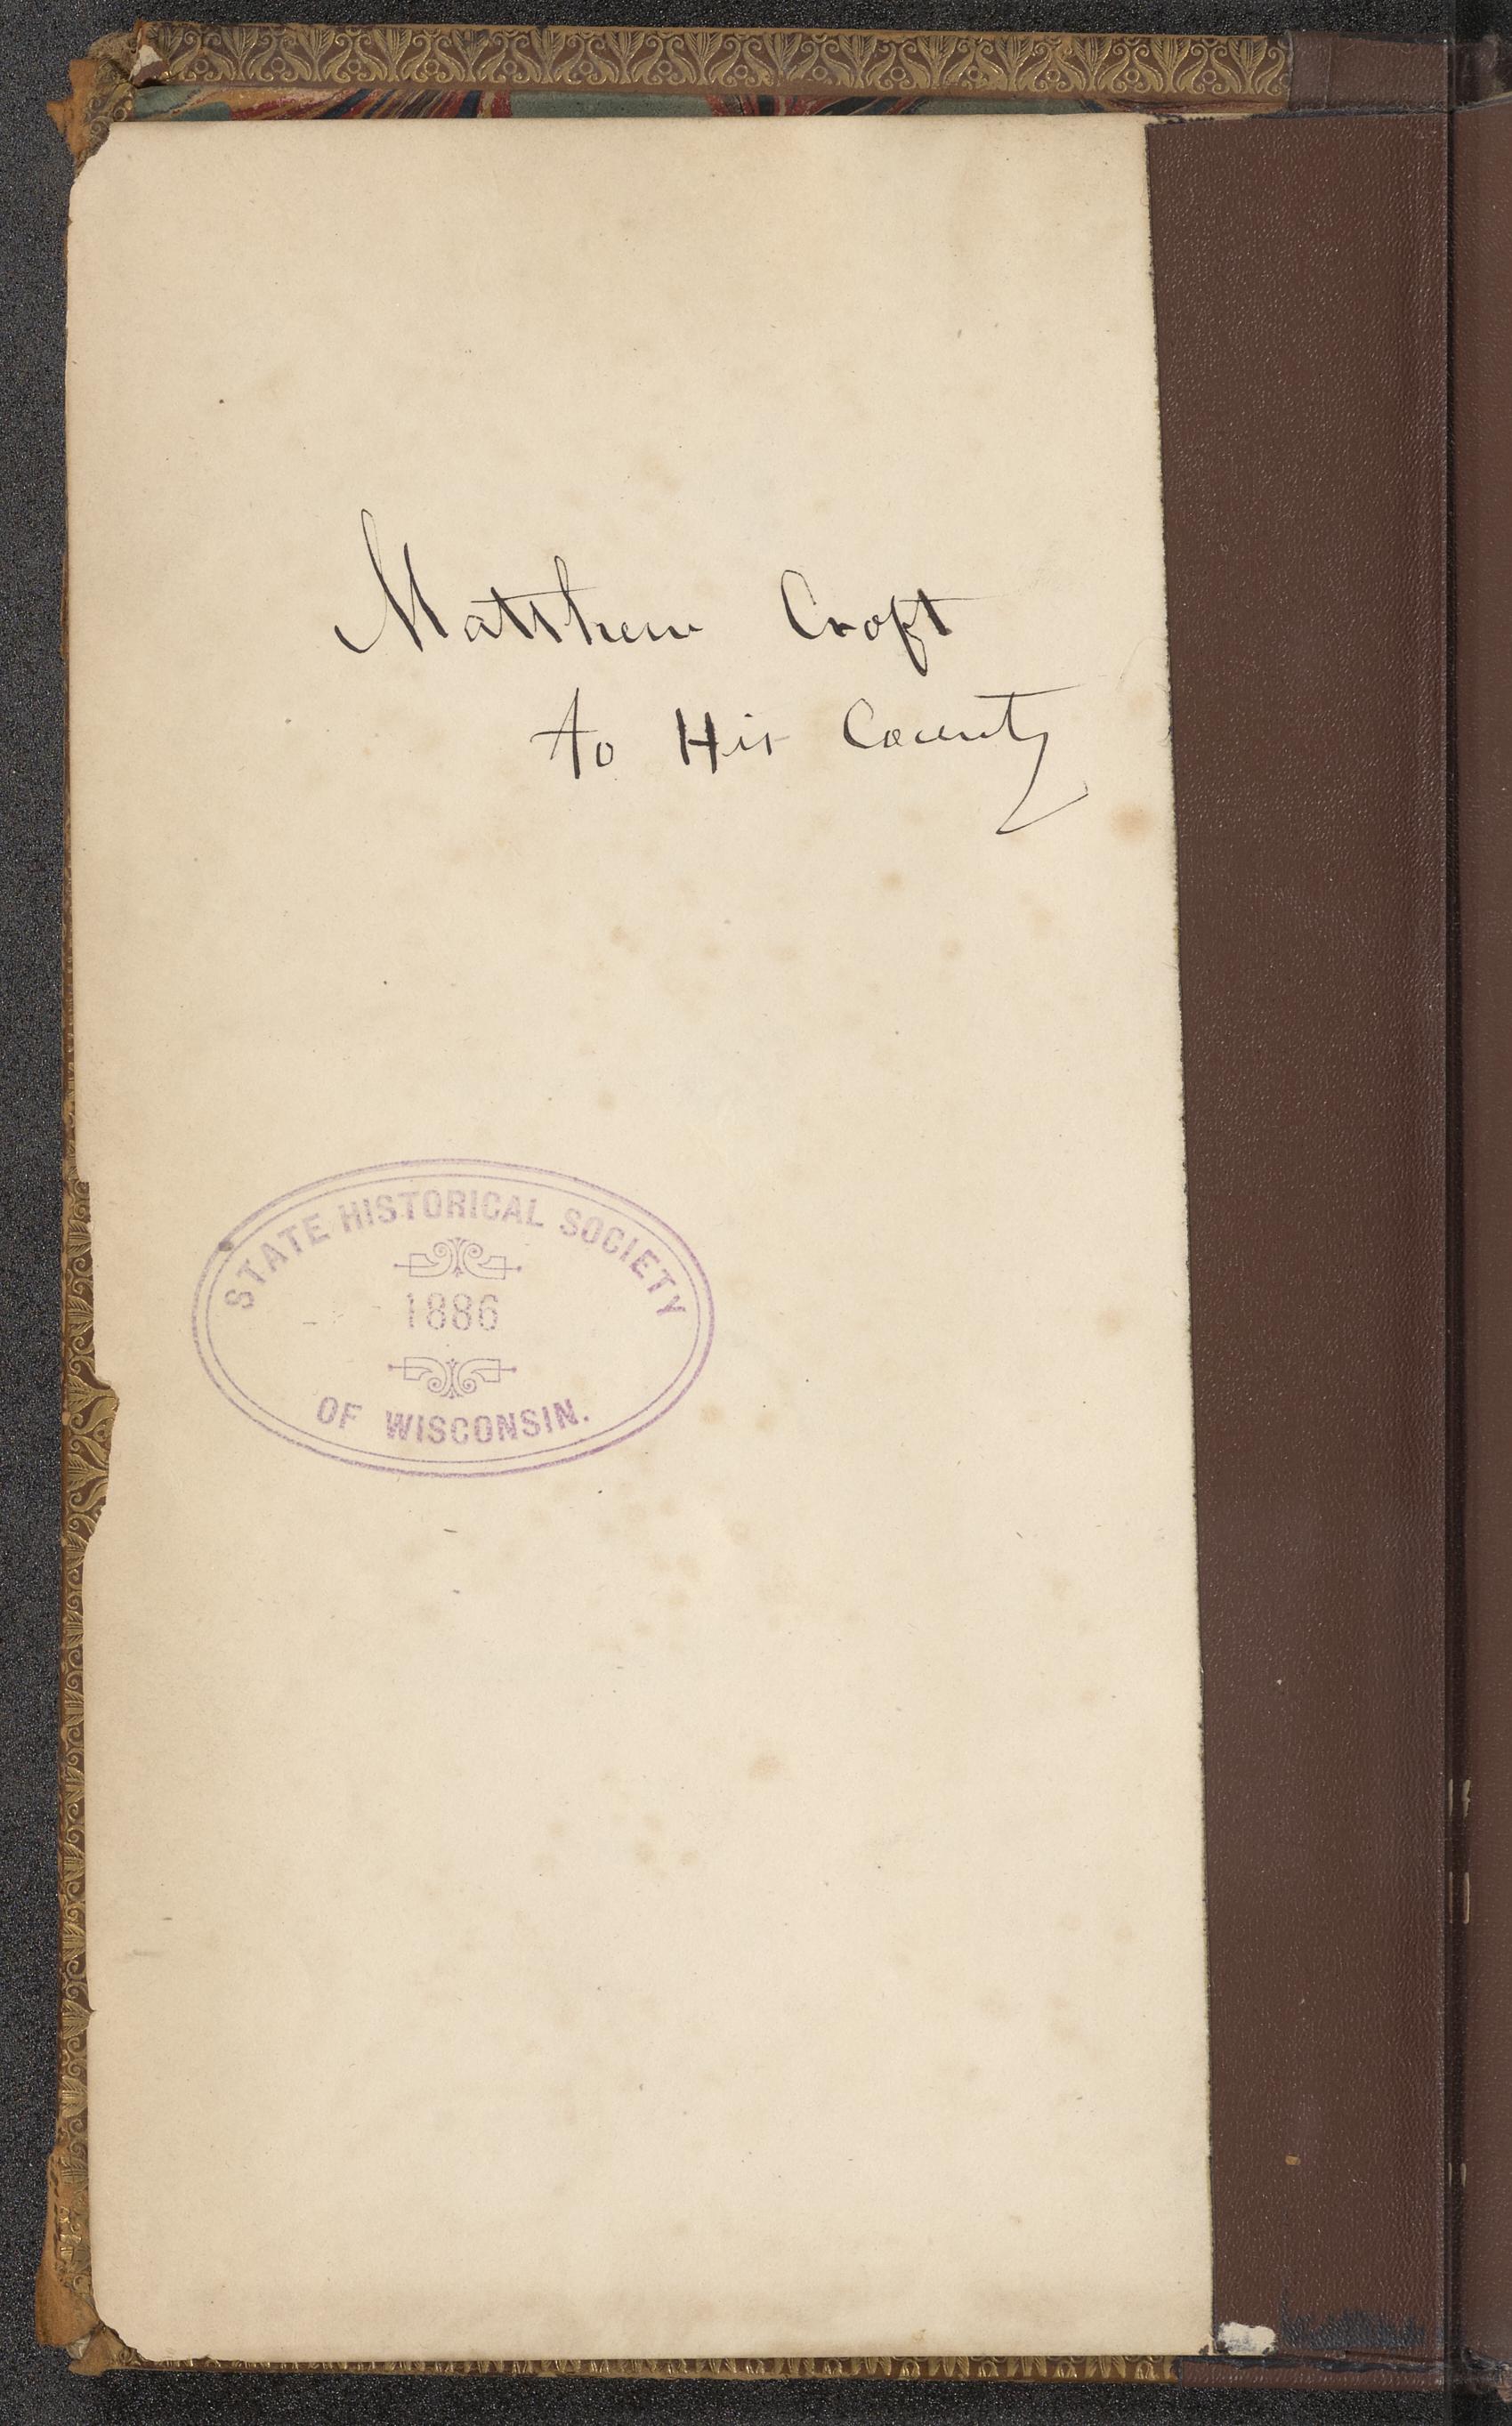 Matthew Croft
to His County
STATE HISTORICAL SOCIETY
1886
OF WISCONSIN.